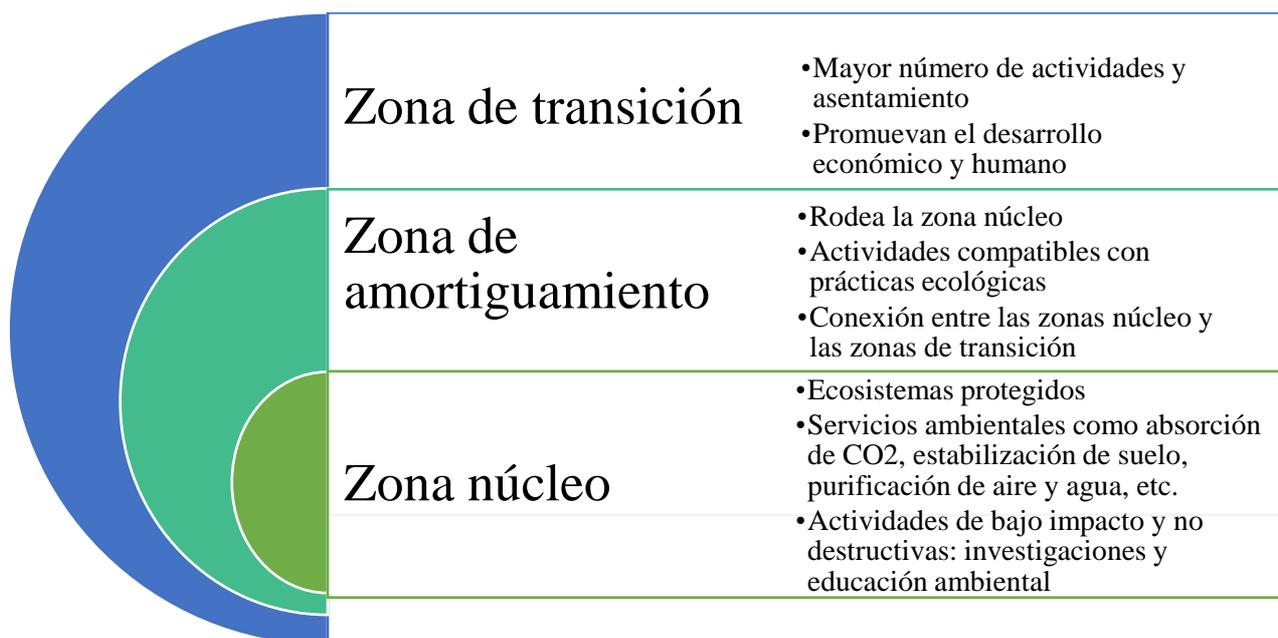 Zona de transición
•Mayor número de actividades y
asentamiento
•Promuevan el desarrollo
económico y humano
Zona de
amortiguamiento
•Rodea la zona núcleo
•Actividades compatibles con
prácticas ecológicas
•Conexión entre las zonas núcleo y
las zonas de transición
Zona núcleo
•Ecosistemas protegidos
•Servicios ambientales como absorción
de CO2, estabilización de suelo,
purificación de aire y agua, etc.
•Actividades de bajo impacto y no
destructivas: investigaciones y
educación ambiental